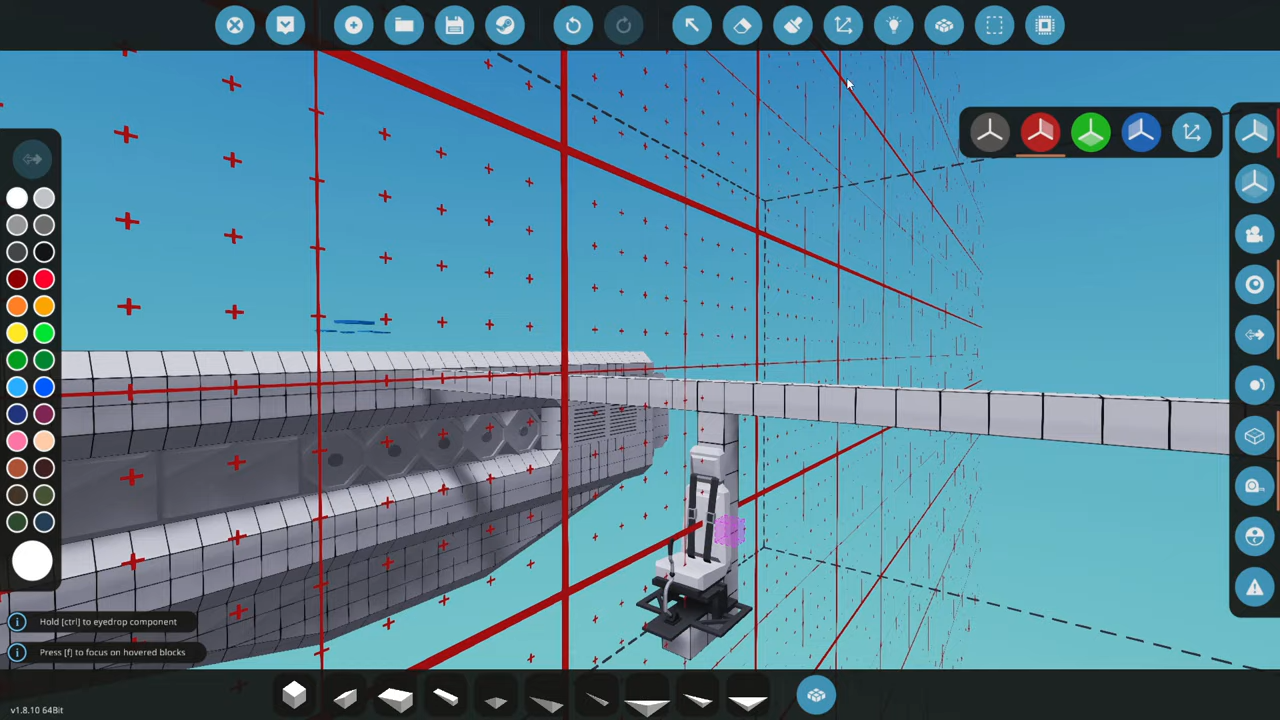 Hold [ctrl] to eyedrop component
Press [f] to focus on hovered blocks
v1.8.10 64Bit